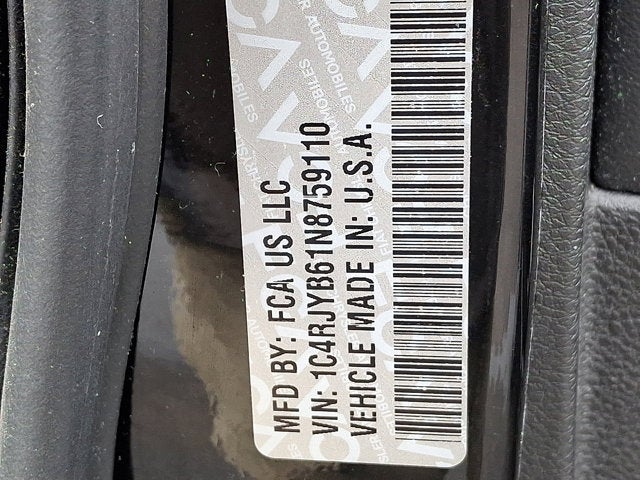 MFD BY: FCA US LLC
VIN: 1C4RJYB61N8759110
VEHICLE MADE IN: U.S.A.